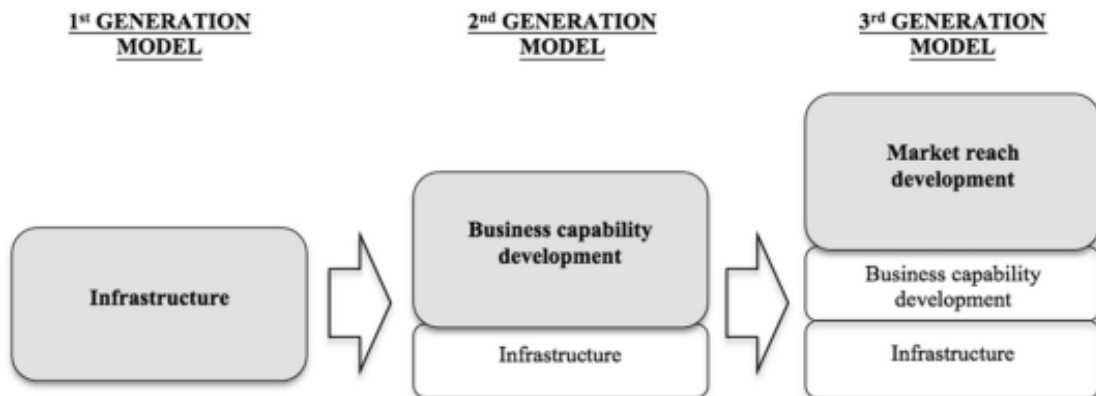 1st GENERATION
MODEL
2nd GENERATION
MODEL
3rd GENERATION
MODEL
Infrastructure
Business capability
development
Infrastructure
Market reach
development
Business capability
development
Infrastructure